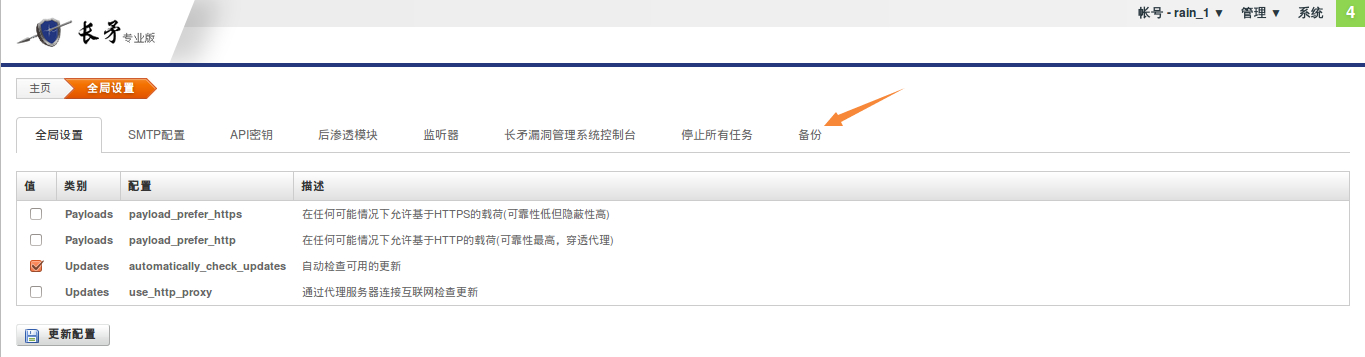 帐号 - rain_1 ▼ 管理 ▼ 系统 4
长矛专业版
主页 全局设置
全局设置 SMTP配置 API密钥 后渗透模块 监听器 长矛漏洞管理系统控制台 停止所有任务 备份
值 类别 配置 描述
Payloads payload_prefer_https 在任何可能情况下允许基于HTTPS的载荷(可靠性低但隐蔽性高)
Payloads payload_prefer_http 在任何可能情况下允许基于HTTP的载荷(可靠性最高，穿透代理)
Updates automatically_check_updates 自动检查可用的更新
Updates use_http_proxy 通过代理服务器连接互联网检查更新
更新配置